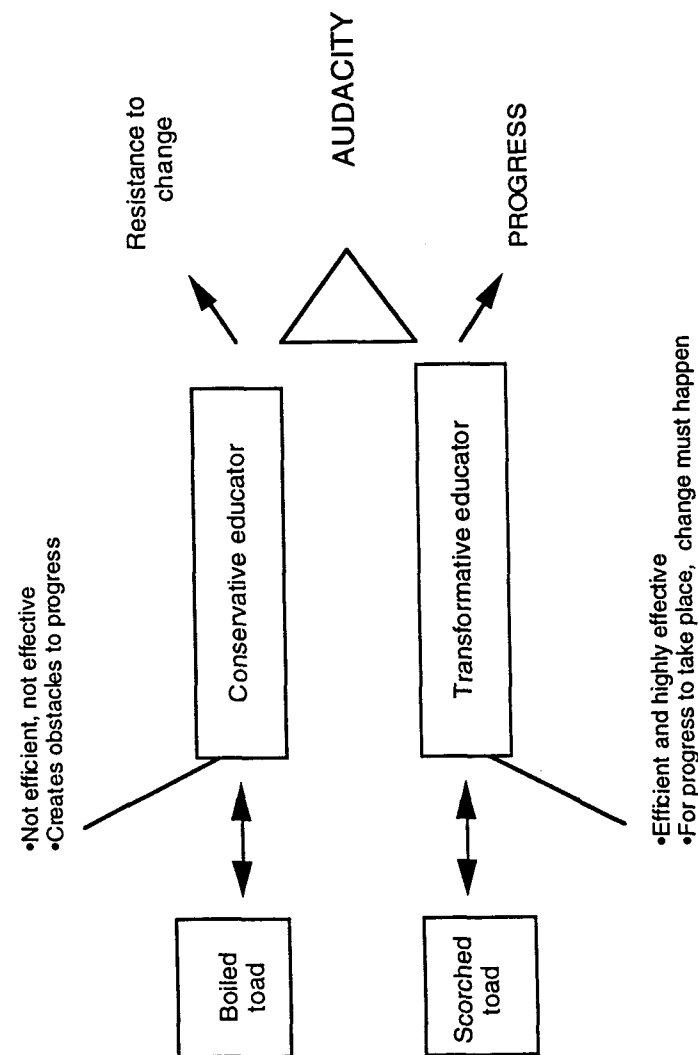 •Not efficient, not effective
•Creates obstacles to progress
Boiled
toad
Conservative educator
Resistance to
change
AUDACITY
Scorched
toad
Transformative educator
PROGRESS
•Efficient and highly effective
•For progress to take place, change must happen